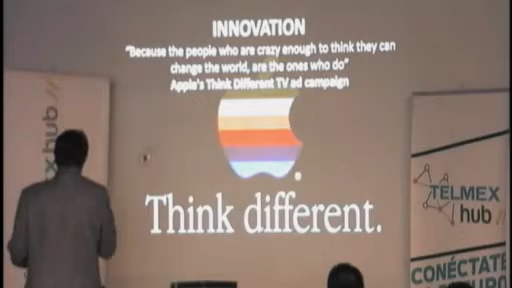 INNOVATION
"Because the people who are crazy enough to think they can
change the world, are the ones who do"
Apple's Think Different TV ad campaign
Think different.
hub
TELMEX
hub
CONÉCTATE